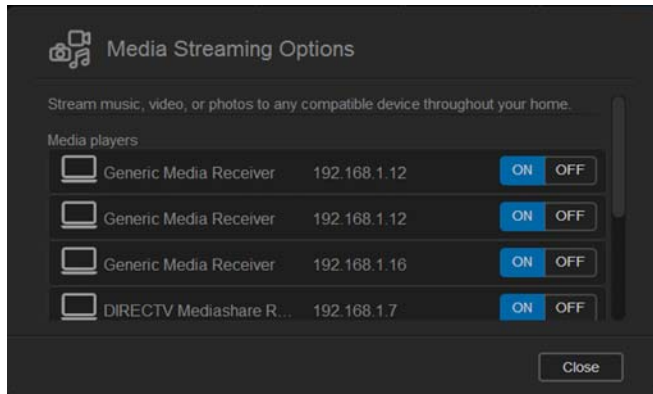 Media Streaming Options
Stream music, video, or photos to any compatible device throughout your home.
Media players
Generic Media Receiver 192.168.1.12 ON OFF
Generic Media Receiver 192.168.1.12 ON OFF
Generic Media Receiver 192.168.1.16 ON OFF
DIRECTV Mediashare R... 192.168.1.7 ON OFF
Close